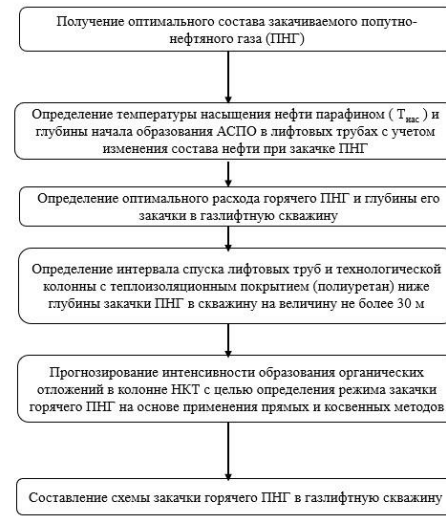 Получение оптимального состава закачиваемого попутно-
нефтяного газа (ПНГ)
Определение температуры насыщения нефти парафином ( Tнас ) и
глубины начала образования АСПО в лифтовых трубах с учетом
изменения состава нефти при закачке ПНГ
Определение оптимального расхода горячего ПНГ и глубины его
закачки в газлифтную скважину
Определение интервала спуска лифтовых труб и технологической
колонны с теплоизоляционным покрытием (полиуретан) ниже
глубины закачки ПНГ в скважину на величину не более 30 м
Прогнозирование интенсивности образования органических
отложений в колонне НКТ с целью определения режима закачки
горячего ПНГ на основе применения прямых и косвенных методов
Составление схемы закачки горячего ПНГ в газлифтную скважину